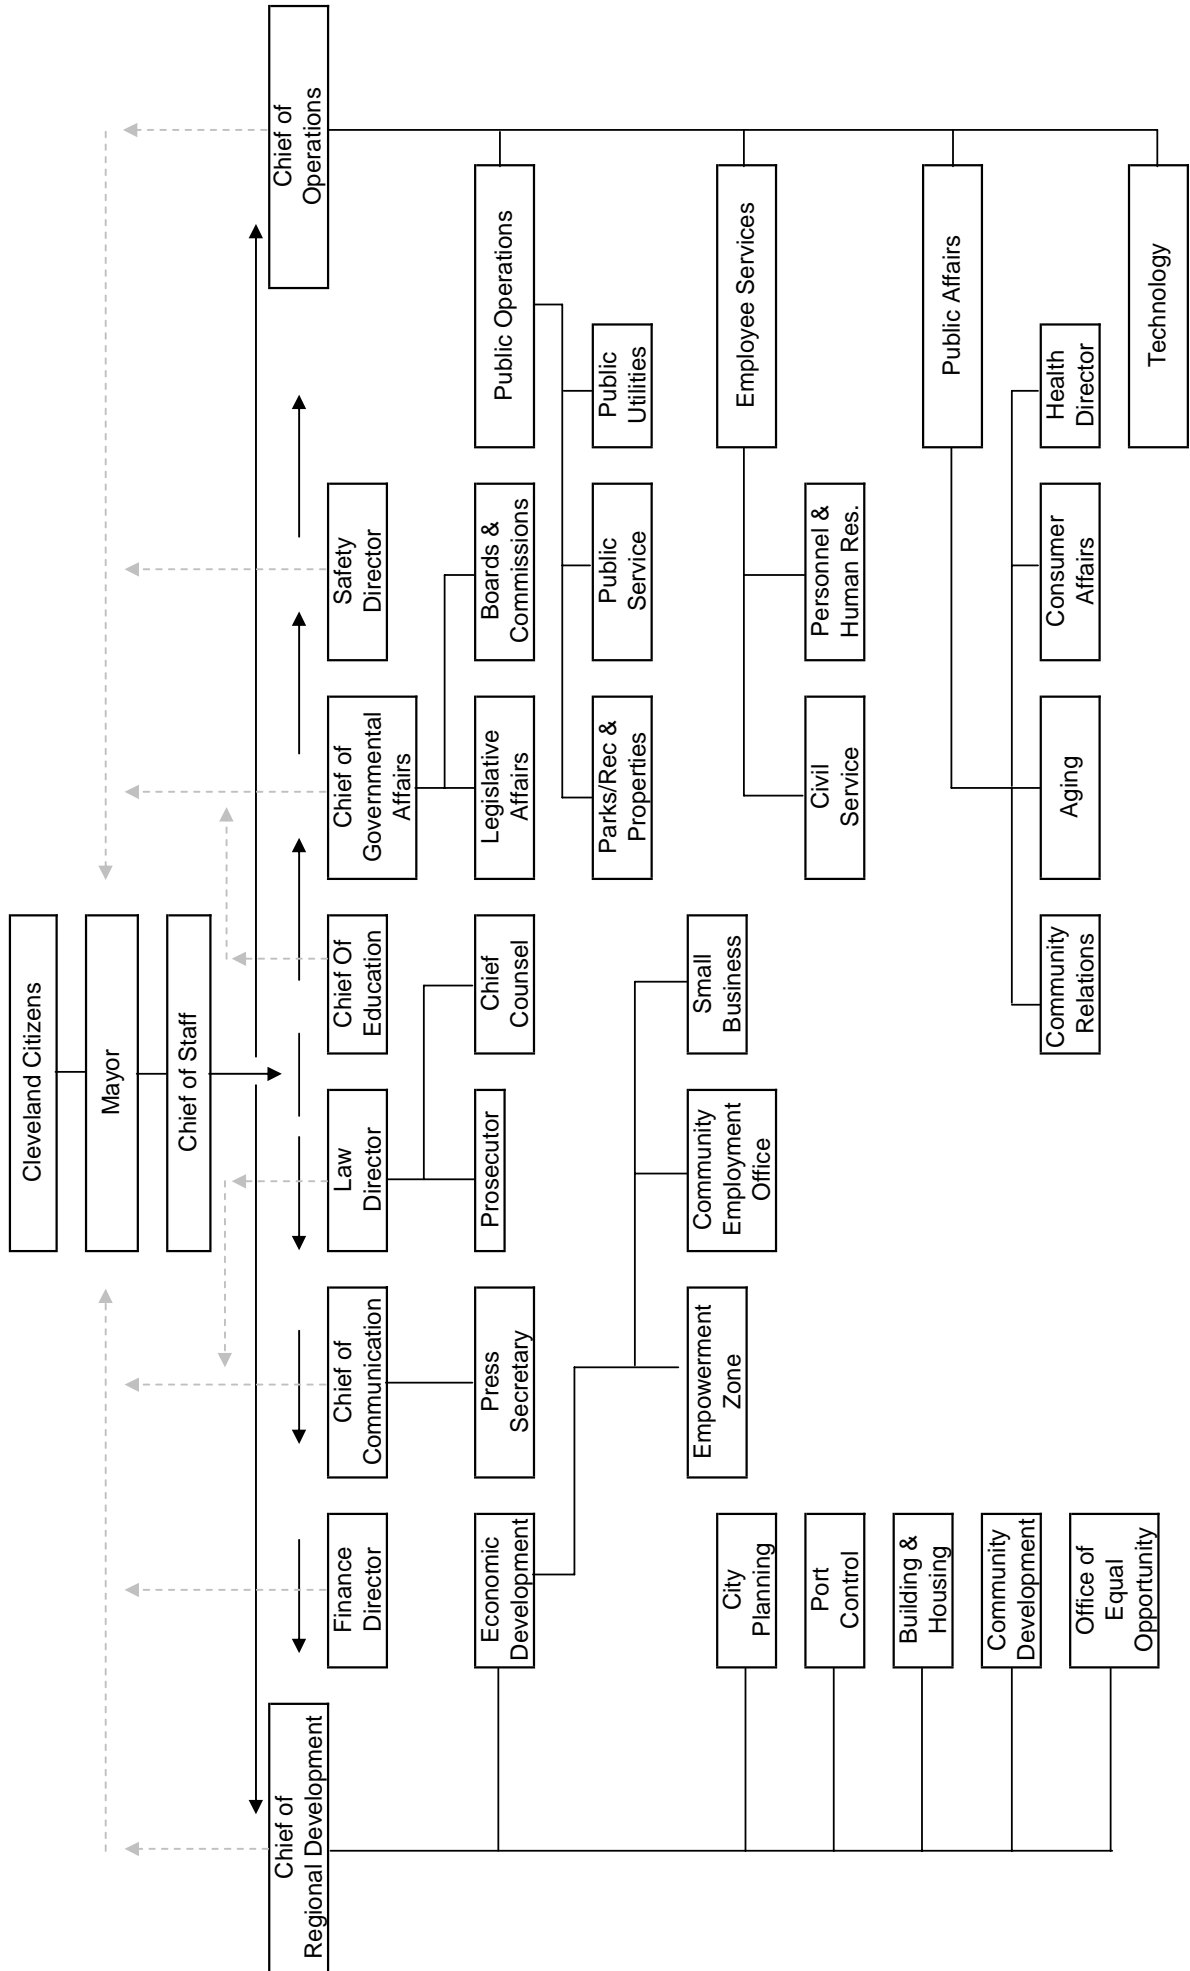 Cleveland Citizens
Mayor
Chief of Staff
Chief of
Regional Development
Chief of
Operations
Finance
Director
Chief of
Communication
Law
Director
Chief Of
Education
Chief of
Governmental
Affairs
Safety
Director
Economic
Development
Press
Secretary
Prosecutor
Chief
Counsel
Legislative
Affairs
Boards &
Commissions
Public Operations
Parks/Rec &
Properties
Public
Service
Public
Utilities
Empowerment
Zone
Community
Employment
Office
Small
Business
City
Planning
Employee Services
Port
Control
Civil
Service
Personnel &
Human Res.
Building &
Housing
Public Affairs
Community
Development
Community
Relations
Aging
Consumer
Affairs
Health
Director
Office of
Equal
Opportunity
Technology